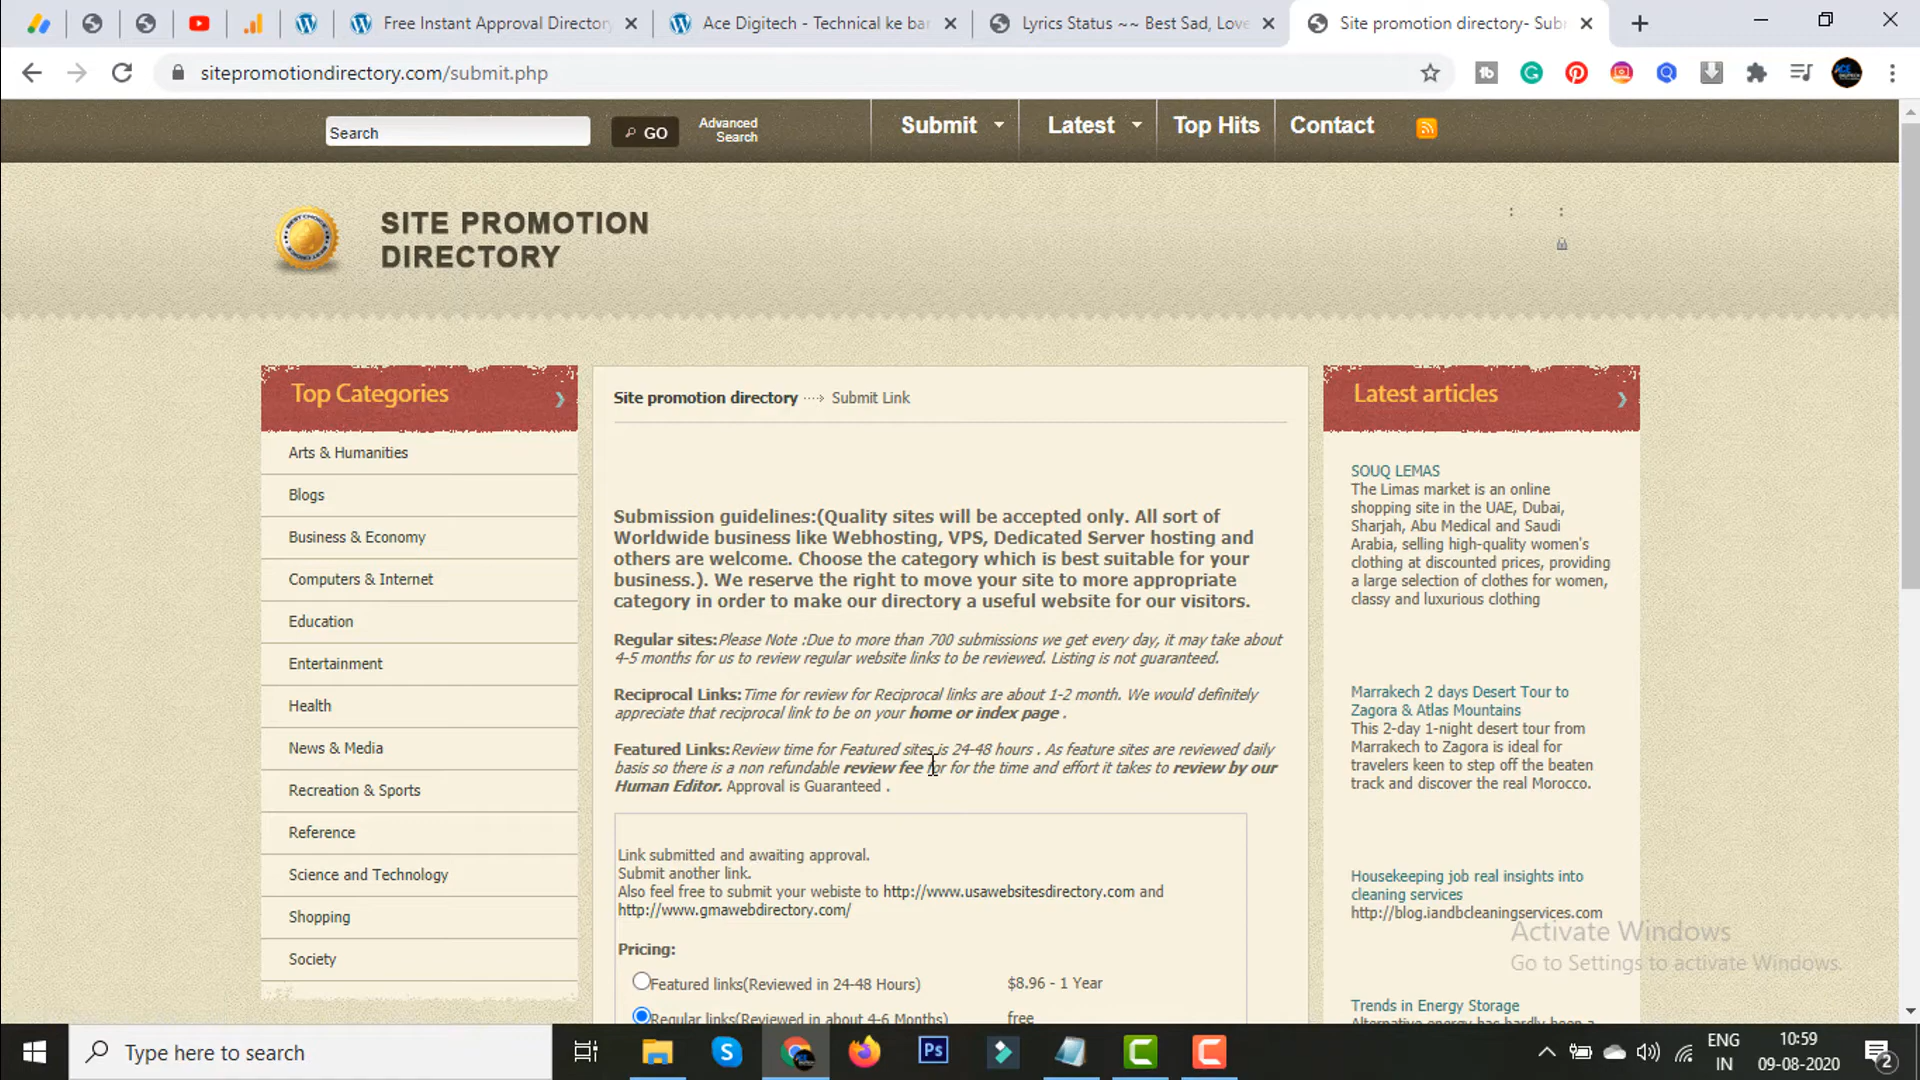 Free Instant Approval Directory
Ace Digitech - Technical ke bar
Lyrics Status ~~ Best Sad, Love
Site promotion directory- Subm
sitepromotiondirectory.com/submit.php
Search
GO
Advanced
Search
Submit
Latest
Top Hits
Contact
SITE PROMOTION
DIRECTORY
: :
Top Categories
Arts & Humanities
Blogs
Business & Economy
Computers & Internet
Education
Entertainment
Health
News & Media
Recreation & Sports
Reference
Science and Technology
Shopping
Society
Site promotion directory ····> Submit Link
Submission guidelines:(Quality sites will be accepted only. All sort of
Worldwide business like Webhosting, VPS, Dedicated Server hosting and
others are welcome. Choose the category which is best suitable for your
business.). We reserve the right to move your site to more appropriate
category in order to make our directory a useful website for our visitors.
Regular sites:Please Note :Due to more than 700 submissions we get every day, it may take about
4-5 months for us to review regular website links to be reviewed. Listing is not guaranteed.
Reciprocal Links:Time for review for Reciprocal links are about 1-2 month. We would definitely
appreciate that reciprocal link to be on your home or index page .
Featured Links:Review time for Featured sites is 24-48 hours . As feature sites are reviewed daily
basis so there is a non refundable review fee for for the time and effort it takes to review by our
Human Editor. Approval is Guaranteed .
Link submitted and awaiting approval.
Submit another link.
Also feel free to submit your webiste to http://www.usawebsitesdirectory.com and
http://www.gmawebdirectory.com/
Pricing:
Featured links(Reviewed in 24-48 Hours) $8.96 - 1 Year
Regular links(Reviewed in about 4-6 Months) free
Latest articles
SOUQ LEMAS
The Limas market is an online
shopping site in the UAE, Dubai,
Sharjah, Abu Medical and Saudi
Arabia, selling high-quality women's
clothing at discounted prices, providing
a large selection of clothes for women,
classy and luxurious clothing
Marrakech 2 days Desert Tour to
Zagora & Atlas Mountains
This 2-day 1-night desert tour from
Marrakech to Zagora is ideal for
travelers keen to step off the beaten
track and discover the real Morocco.
Housekeeping job real insights into
cleaning services
http://blog.iandbcleaningservices.com
Trends in Energy Storage
Alternative energy has hardly been a
Activate Windows
Go to Settings to activate Windows.
Type here to search
ENG
IN
10:59
09-08-2020
2